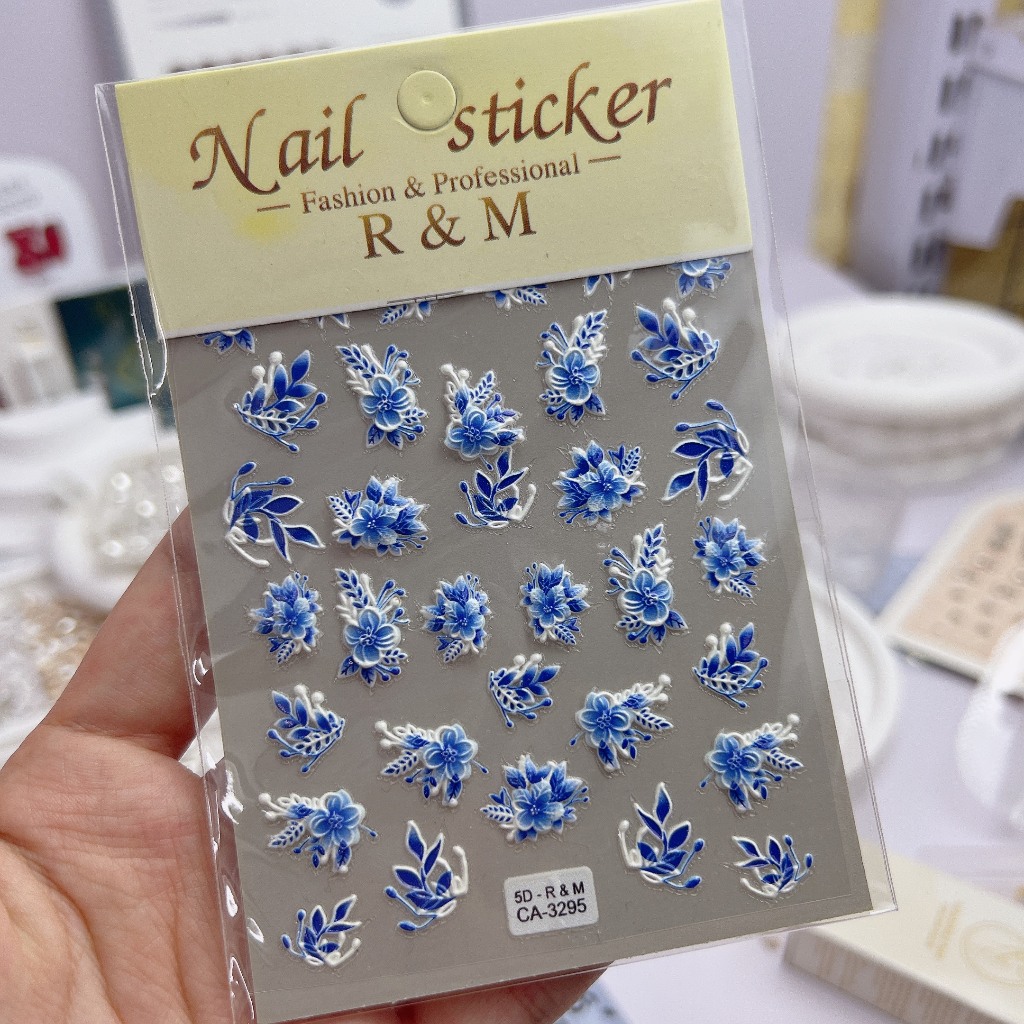 Nail sticker
— Fashion & Professional —
R & M
5D - R & M
CA-3295